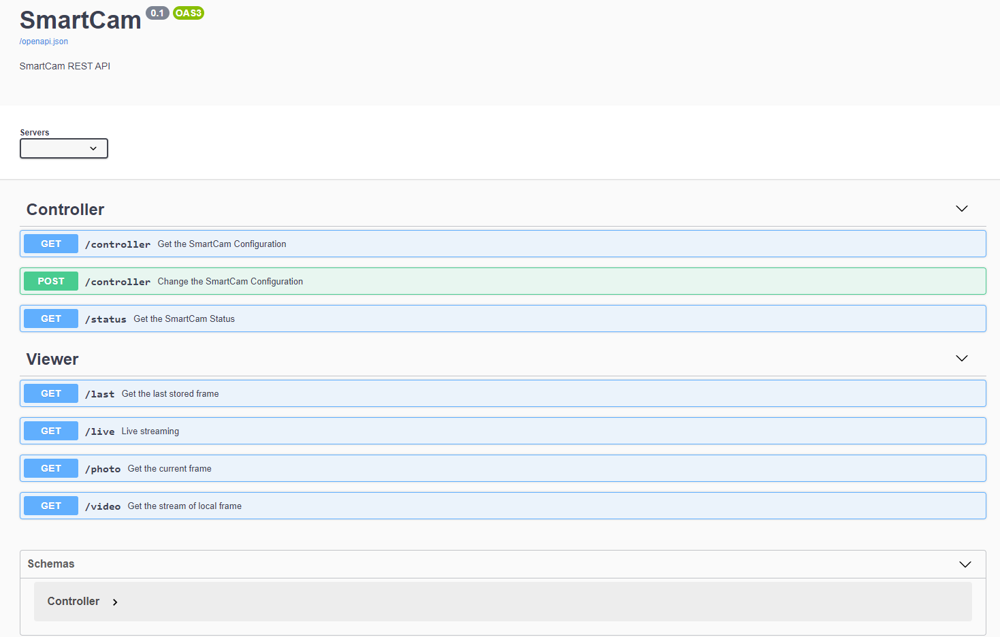 SmartCam 0.1 OAS3
/openapi.json
SmartCam REST API
Servers
Controller
GET /controller Get the SmartCam Configuration
POST /controller Change the SmartCam Configuration
GET /status Get the SmartCam Status
Viewer
GET /last Get the last stored frame
GET /live Live streaming
GET /photo Get the current frame
GET /video Get the stream of local frame
Schemas
Controller